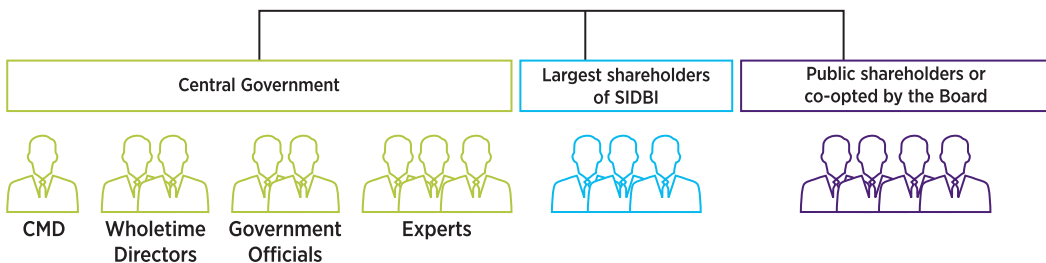 Central Government
Largest shareholders
of SIDBI
Public shareholders or
co-opted by the Board
CMD
Wholetime
Directors
Government
Officials
Experts